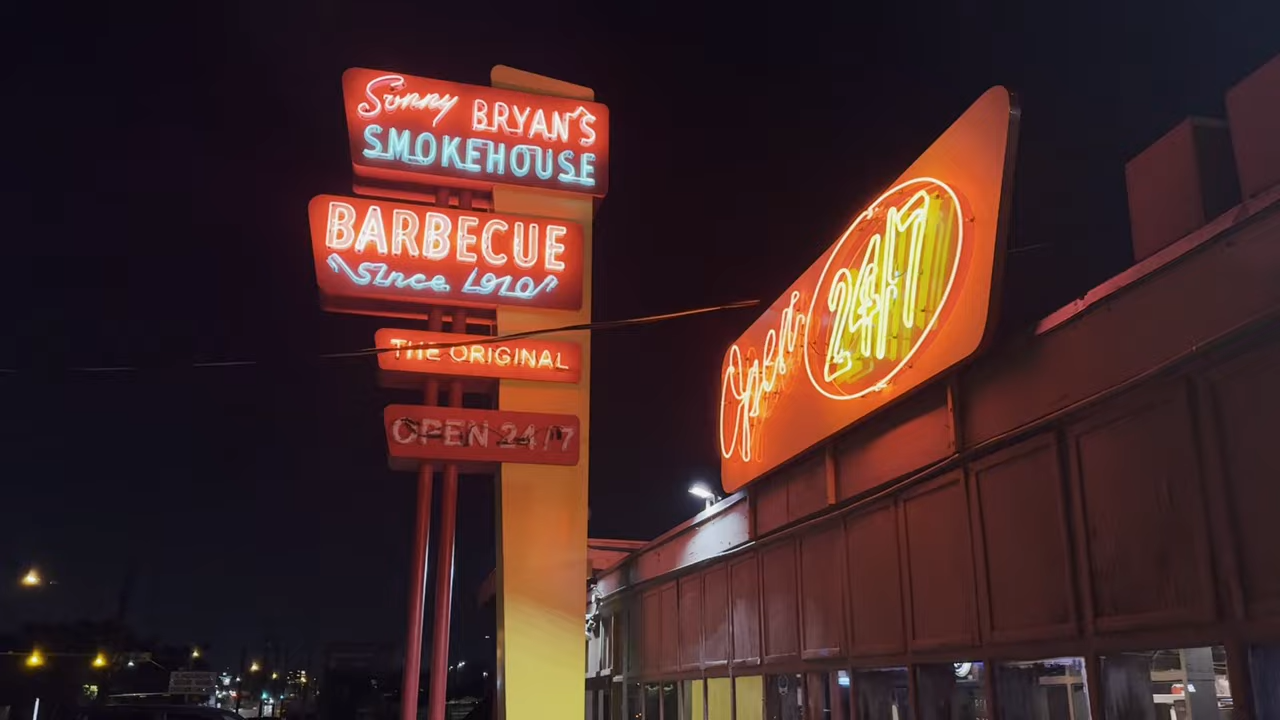 Sonny BRYAN'S
SMOKEHOUSE
BARBECUE
Since 1910
THE ORIGINAL
OPEN 24/7
Open 24/7